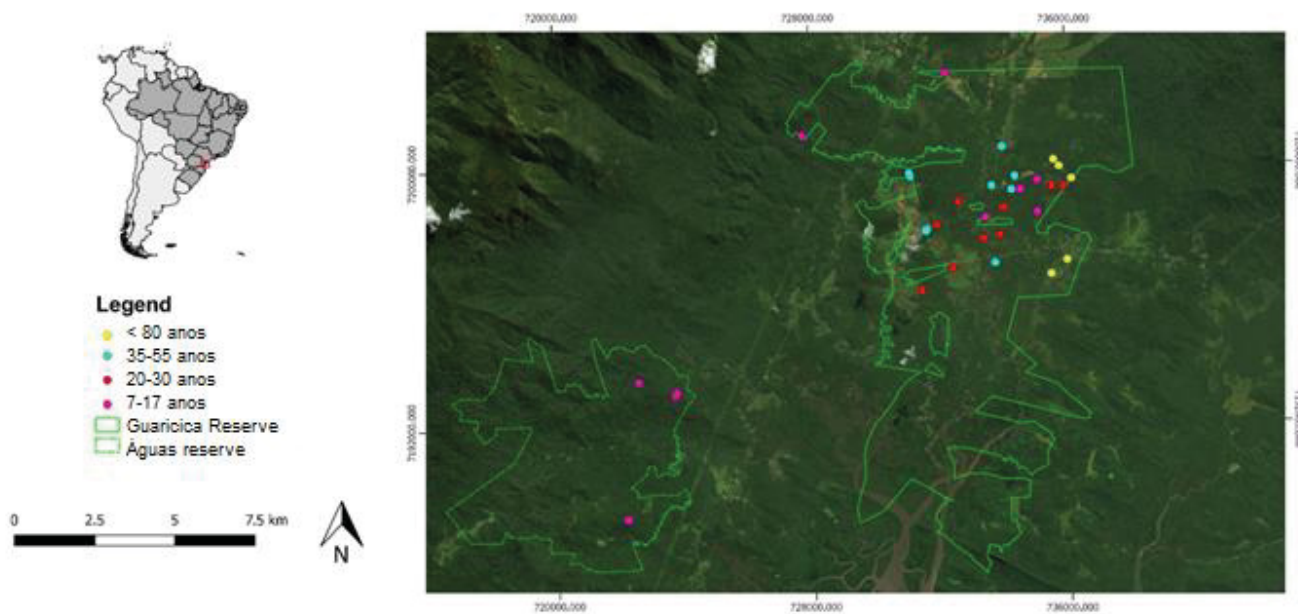 720000,000 728000,000 736000,000
Legend
< 80 anos
35-55 anos
20-30 anos
7-17 anos
Guaricica Reserve
Águas reserve
0 2.5 5 7.5 km
N
7200000,000
7192000,000
720000,000 728000,000 736000,000